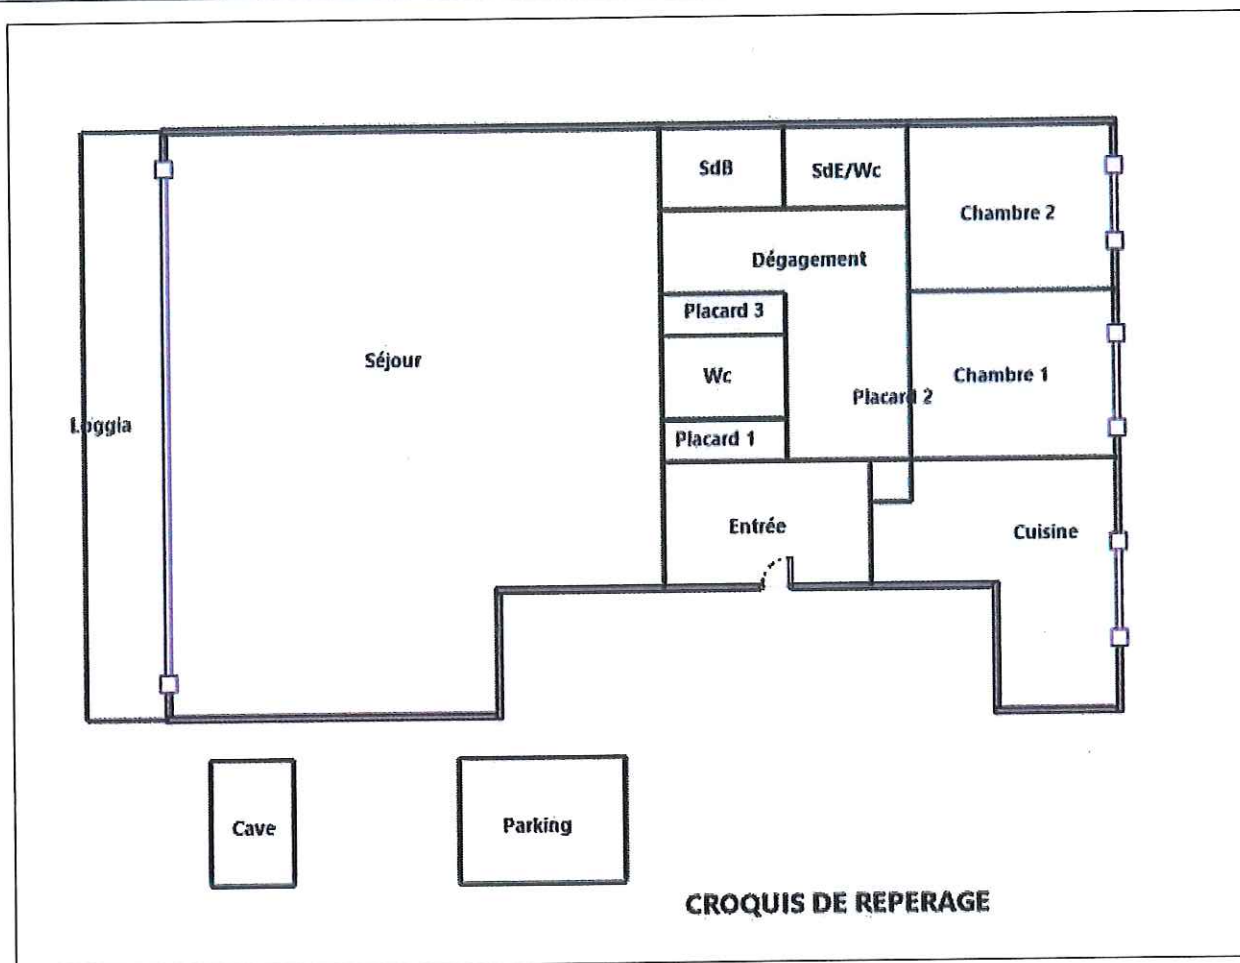 SdB
SdE/Wc
Chambre 2
Dégagement
Placard 3
Séjour
Wc
Chambre 1
Placard 2
Loggia
Placard 1
Entrée
Cuisine
Cave
Parking
CROQUIS DE REPERAGE